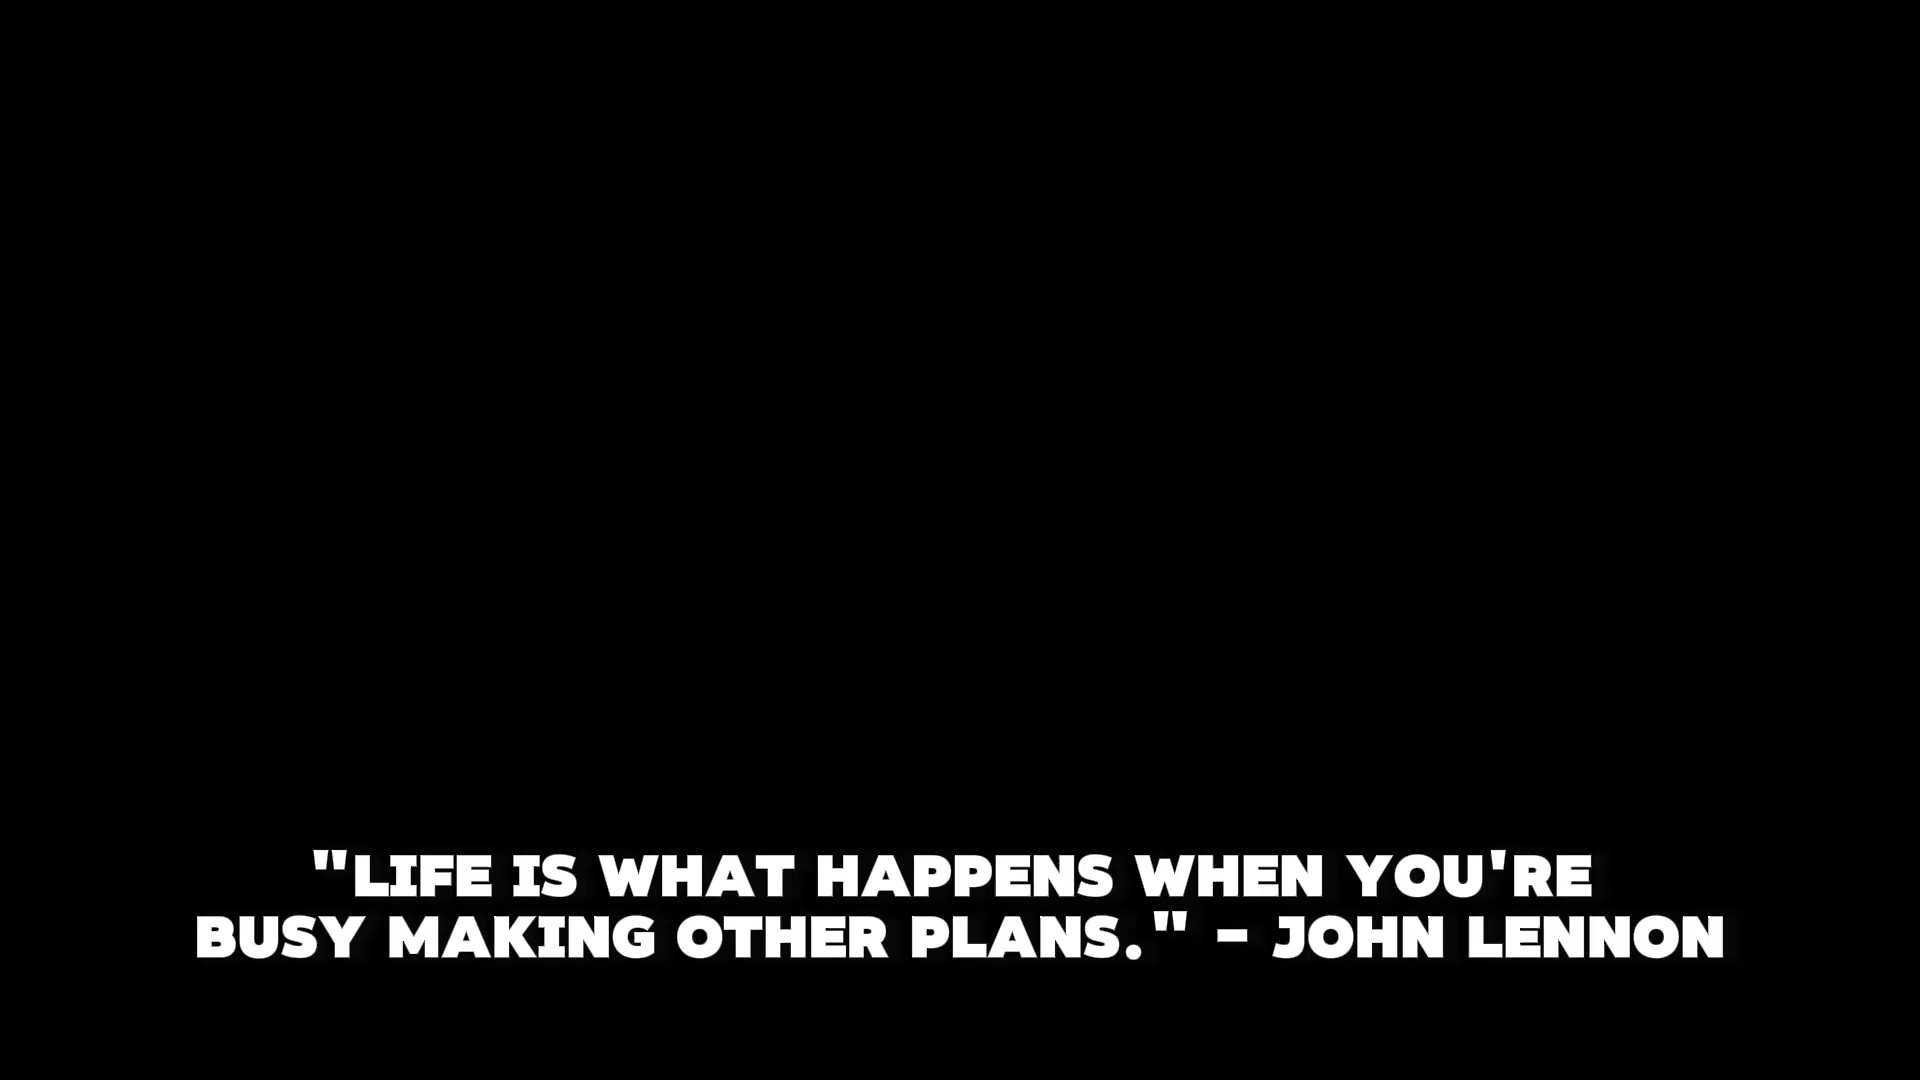 "LIFE IS WHAT HAPPENS WHEN YOU'RE
BUSY MAKING OTHER PLANS." - JOHN LENNON